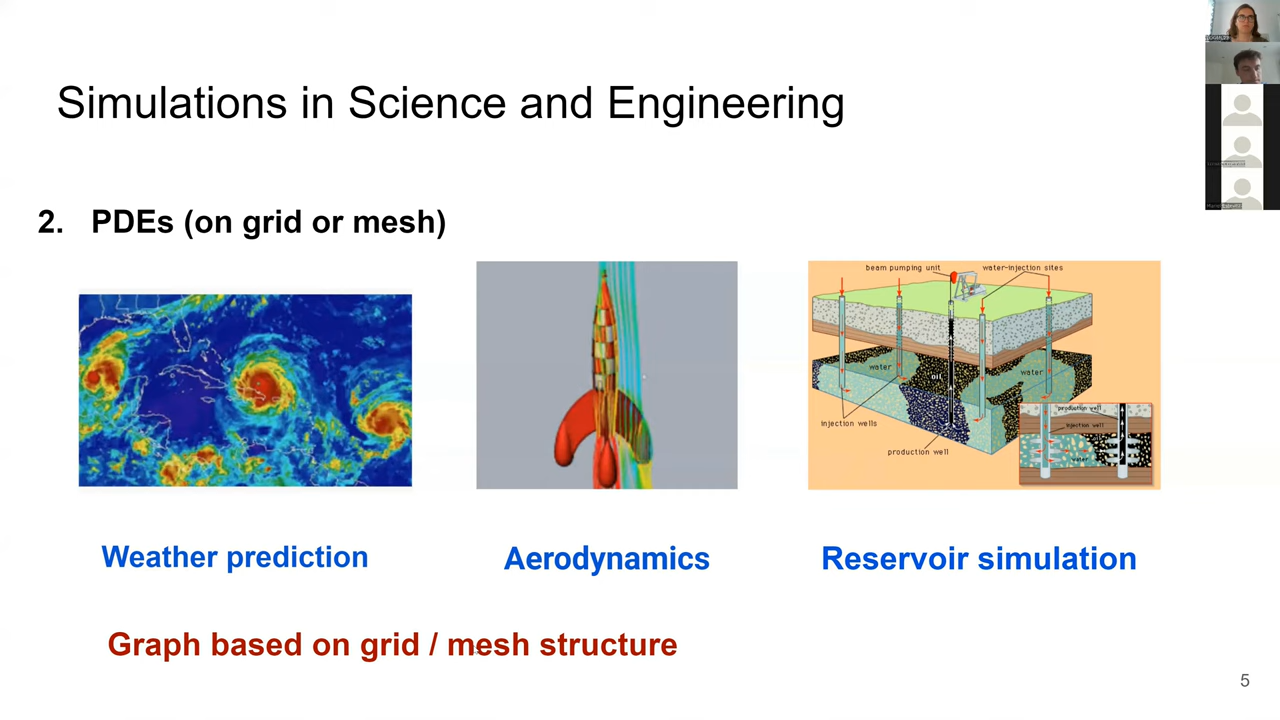 Simulations in Science and Engineering
2. PDEs (on grid or mesh)
beam pumping unit
water-injection sites
water
oil
water
injection wells
production well
production well
injection well
water
Weather prediction
Aerodynamics
Reservoir simulation
Graph based on grid / mesh structure
5